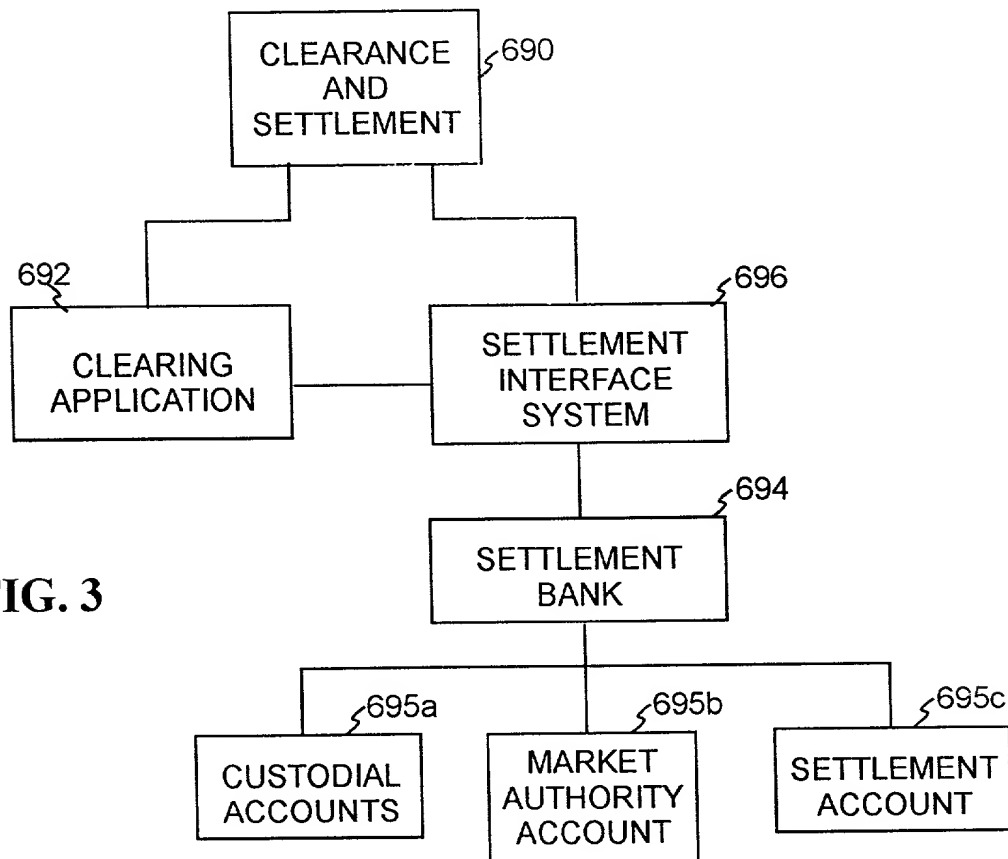 CLEARANCE
AND
SETTLEMENT
690
692
CLEARING
APPLICATION
696
SETTLEMENT
INTERFACE
SYSTEM
694
SETTLEMENT
BANK
IG. 3
695a
CUSTODIAL
ACCOUNTS
695b
MARKET
AUTHORITY
ACCOUNT
695c
SETTLEMENT
ACCOUNT